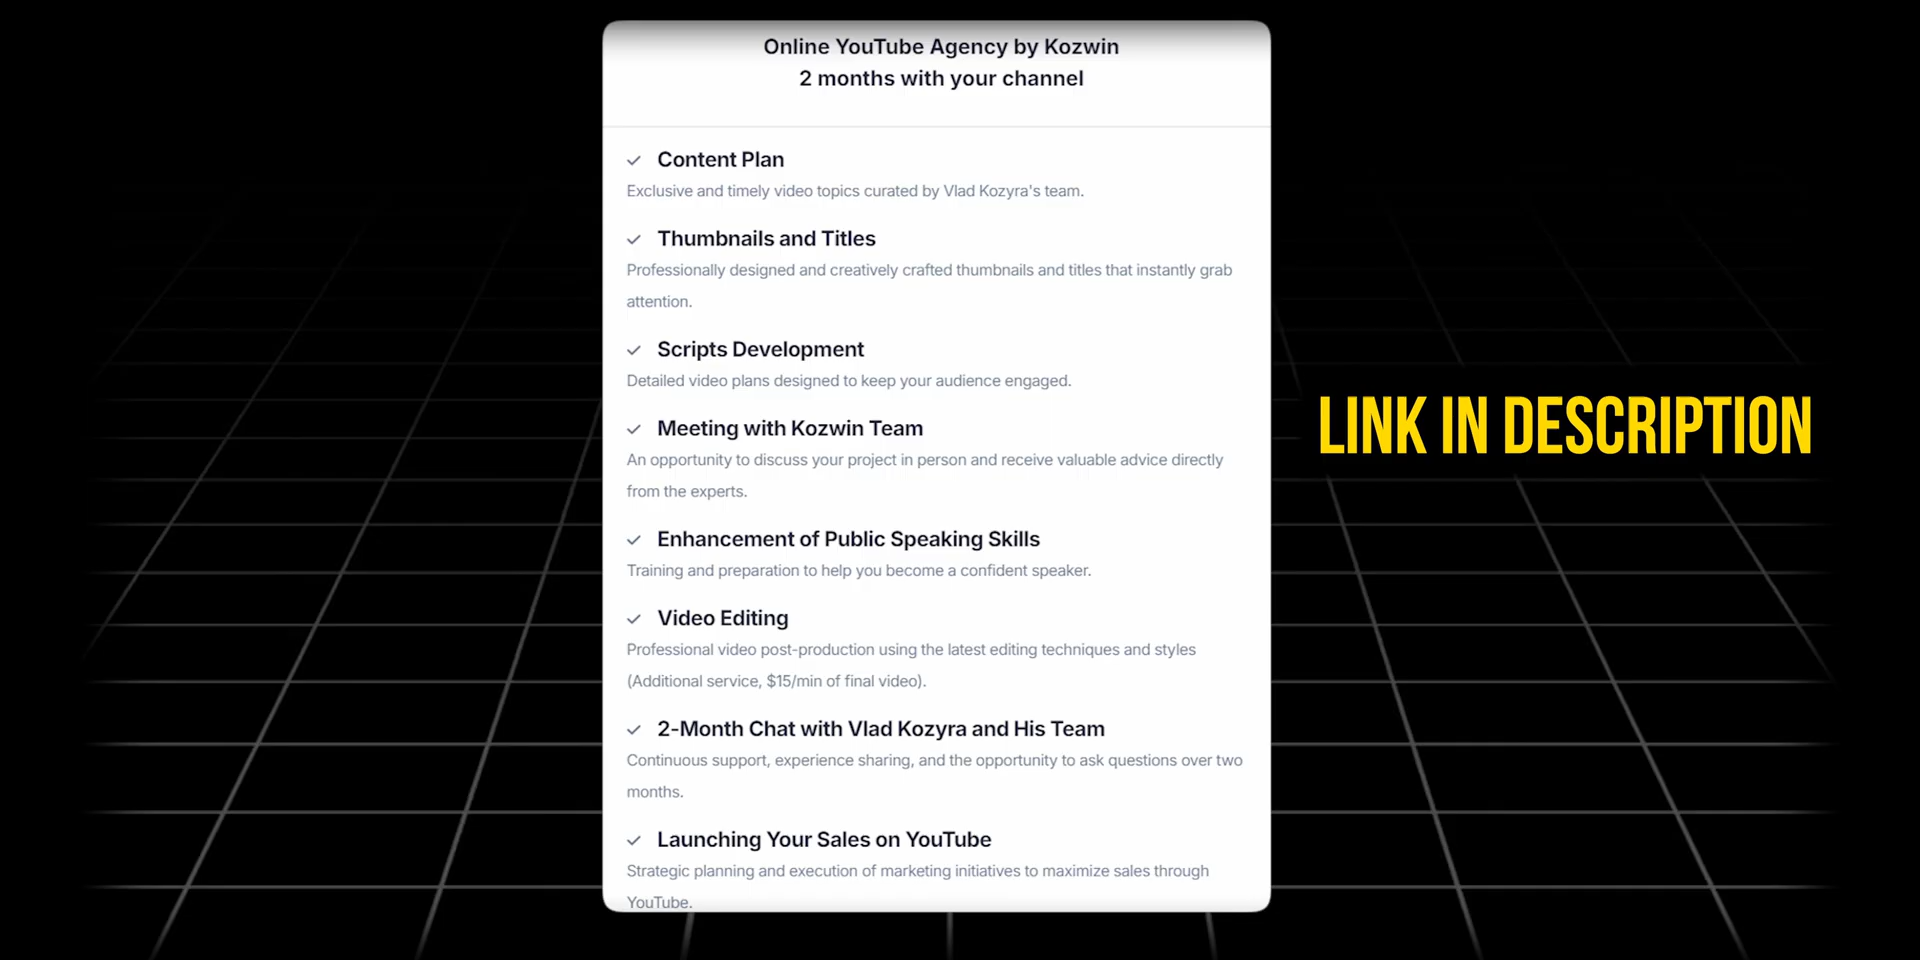 Online YouTube Agency by Kozwin
2 months with your channel
Content Plan
Exclusive and timely video topics curated by Vlad Kozyra's team.
Thumbnails and Titles
Professionally designed and creatively crafted thumbnails and titles that instantly grab
attention.
Scripts Development
Detailed video plans designed to keep your audience engaged.
Meeting with Kozwin Team
An opportunity to discuss your project in person and receive valuable advice directly
from the experts.
Enhancement of Public Speaking Skills
Training and preparation to help you become a confident speaker.
Video Editing
Professional video post-production using the latest editing techniques and styles
(Additional service, $15/min of final video).
2-Month Chat with Vlad Kozyra and His Team
Continuous support, experience sharing, and the opportunity to ask questions over two
months.
Launching Your Sales on YouTube
Strategic planning and execution of marketing initiatives to maximize sales through
YouTube.
LINK IN DESCRIPTION